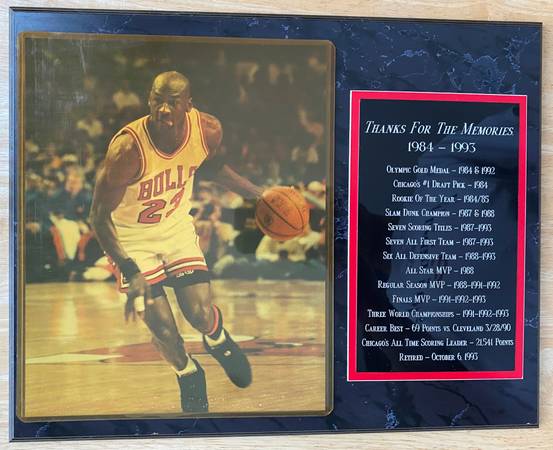 BULLS
23
Thanks For The Memories
1984 – 1993
Olympic Gold Medal – 1984 & 1992
Chicago's #1 Draft Pick – 1984
Rookie Of The Year – 1984/85
Slam Dunk Champion – 1987 & 1988
Seven Scoring Titles – 1987-1993
Seven All First Team – 1987-1993
Six All Defensive Team – 1988-1993
All Star MVP – 1988
Regular Season MVP – 1988-1991-1992
Finals MVP – 1991-1992-1993
Three World Championships – 1991-1992-1993
Career Best – 69 Points vs Cleveland 3/28/90
Chicago's All Time Scoring Leader – 21,541 Points
Retired – October 6, 1993